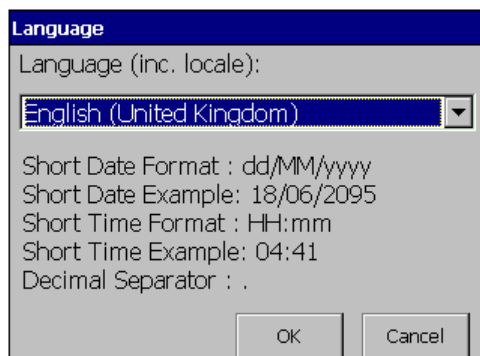 Language
Language (inc. locale):
English (United Kingdom)
Short Date Format : dd/MM/yyyy
Short Date Example: 18/06/2095
Short Time Format : HH:mm
Short Time Example: 04:41
Decimal Separator : .
OK Cancel